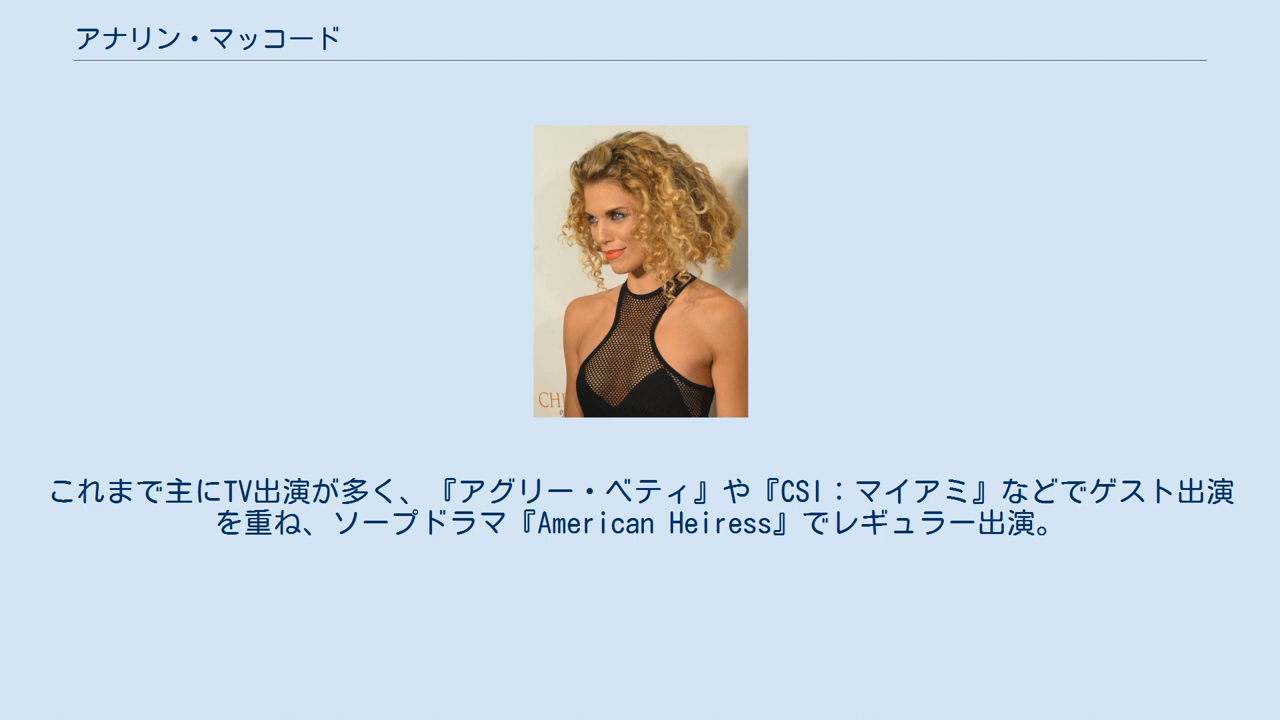 アナリン・マッコード
CHI
これまで主にTV出演が多く、『アグリー・ベティ』や『CSI：マイアミ』などでゲスト出演
を重ね、ソープドラマ『American Heiress』でレギュラー出演。